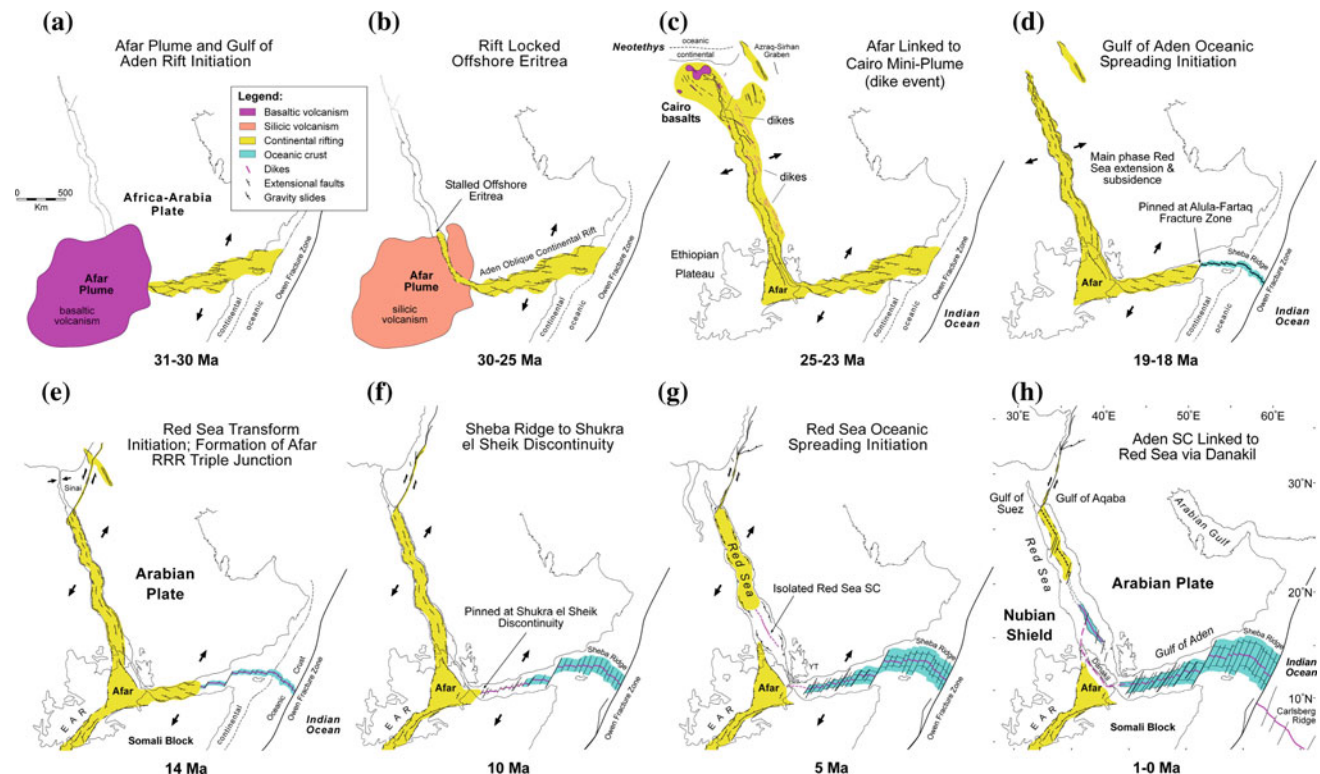 (a)
Afar Plume and Gulf of
Aden Rift Initiation
Legend:
Basaltic volcanism
Silicic volcanism
Continental rifting
Oceanic crust
Dikes
Extensional faults
Gravity slides
0 500
Km
Africa-Arabia
Plate
Afar
Plume
basaltic
volcanism
continental
oceanic
Owen Fracture Zone
31-30 Ma
(b)
Rift Locked
Offshore Eritrea
Stalled Offshore
Eritrea
Aden Oblique Continental Rift
Afar
Plume
silicic
volcanism
continental
oceanic
Owen Fracture Zone
30-25 Ma
(c)
Neotethys
oceanic
continental
Azraq-Sirhan
Graben
Afar Linked to
Cairo Mini-Plume
(dike event)
Cairo
basalts
dikes
dikes
Ethiopian
Plateau
Afar
continental
oceanic
Owen Fracture Zone
Indian
Ocean
25-23 Ma
(d)
Gulf of Aden Oceanic
Spreading Initiation
Main phase Red
Sea extension &
subsidence
Pinned at Alula-Fartaq
Fracture Zone
Sheba Ridge
Afar
continental
oceanic
Owen Fracture Zone
Indian
Ocean
19-18 Ma
(e)
Red Sea Transform
Initiation; Formation of Afar
RRR Triple Junction
Sinai
Arabian
Plate
Afar
EAR
Somali Block
continental
Oceanic
Crust
Owen Fracture Zone
Indian
Ocean
14 Ma
(f)
Sheba Ridge to Shukra
el Sheik Discontinuity
Pinned at Shukra el Sheik
Discontinuity
Sheba Ridge
Afar
EAR
Owen Fracture Zone
10 Ma
(g)
Red Sea Oceanic
Spreading Initiation
Red Sea
Isolated Red Sea SC
YT
Sheba Ridge
Afar
EAR
Owen Fracture Zone
5 Ma
(h)
30°E 40°E 50°E 60°E
Aden SC Linked to
Red Sea via Danakil
30°N
Gulf of
Suez
Gulf of Aqaba
Arabian Gulf
Red Sea
Arabian Plate
20°N
Nubian
Shield
Gulf of Aden
Sheba Ridge
Danakil
Indian
Ocean
Afar
10°N
EAR
Somali Block
Carlsberg
Ridge
1-0 Ma